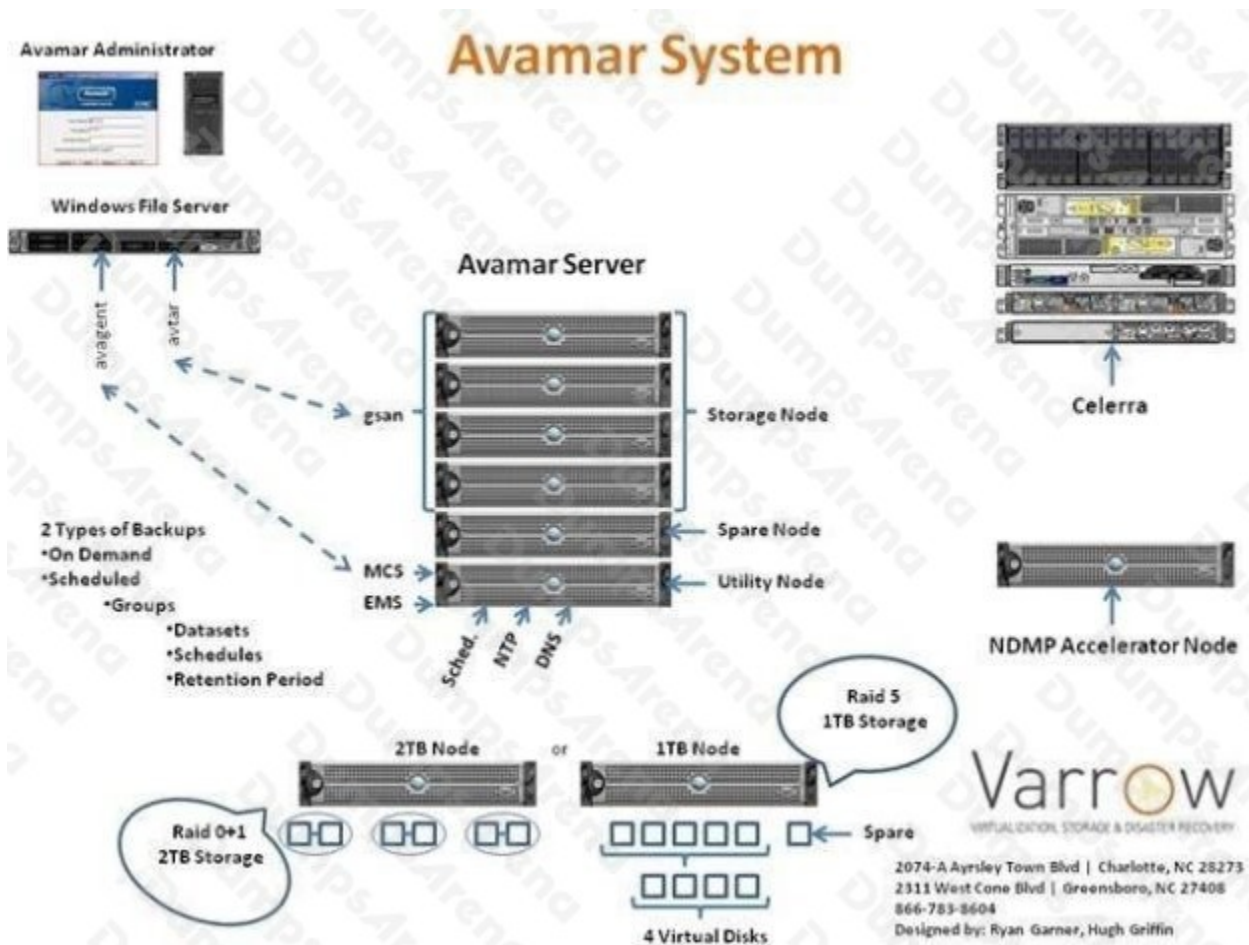 Avamar System
Avamar Administrator
Windows File Server
avagent
avtar
Avamar Server
gsan
Storage Node
Spare Node
MCS
EMS
Utility Node
Sched.
NTP
DNS
Celerra
NDMP Accelerator Node
2 Types of Backups
•On Demand
•Scheduled
•Groups
•Datasets
•Schedules
•Retention Period
2TB Node
or
1TB Node
Raid 5
1TB Storage
Raid 0+1
2TB Storage
Spare
4 Virtual Disks
Varrow
VIRTUALIZATION, STORAGE & DISASTER RECOVERY
2074-A Ayrsley Town Blvd | Charlotte, NC 28273
2311 West Cone Blvd | Greensboro, NC 27408
866-783-8604
Designed by: Ryan Garner, Hugh Griffin
DumpsArena